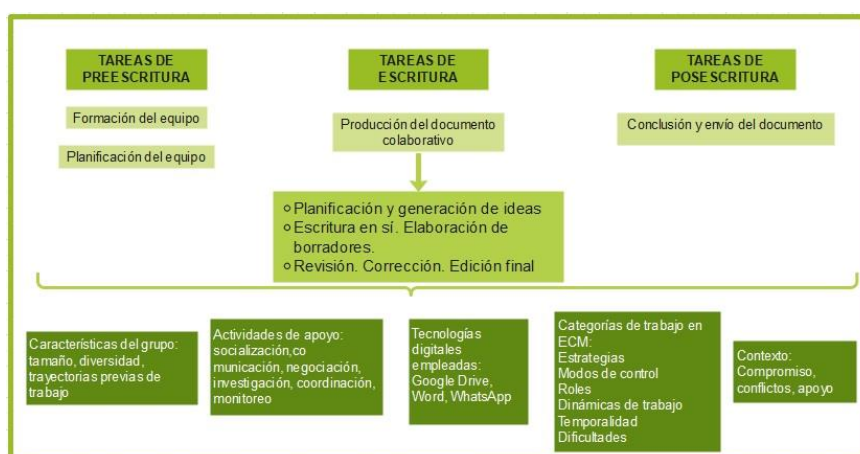 TAREAS DE
PREESCRITURA
TAREAS DE
ESCRITURA
TAREAS DE
POSESCRITURA
Formación del equipo
Planificación del equipo
Producción del documento
colaborativo
Conclusión y envío del documento
Planificación y generación de ideas
Escritura en sí. Elaboración de
borradores.
Revisión. Corrección. Edición final
Características del grupo:
tamaño, diversidad,
trayectorias previas de
trabajo
Actividades de apoyo:
socialización,co
municación, negociación,
investigación, coordinación,
monitoreo
Tecnologías
digitales
empleadas:
Google Drive,
Word, WhatsApp
Categorías de trabajo en
ECM:
Estrategias
Modos de control
Roles
Dinámicas de trabajo
Temporalidad
Dificultades
Contexto:
Compromiso,
conflictos, apoyo